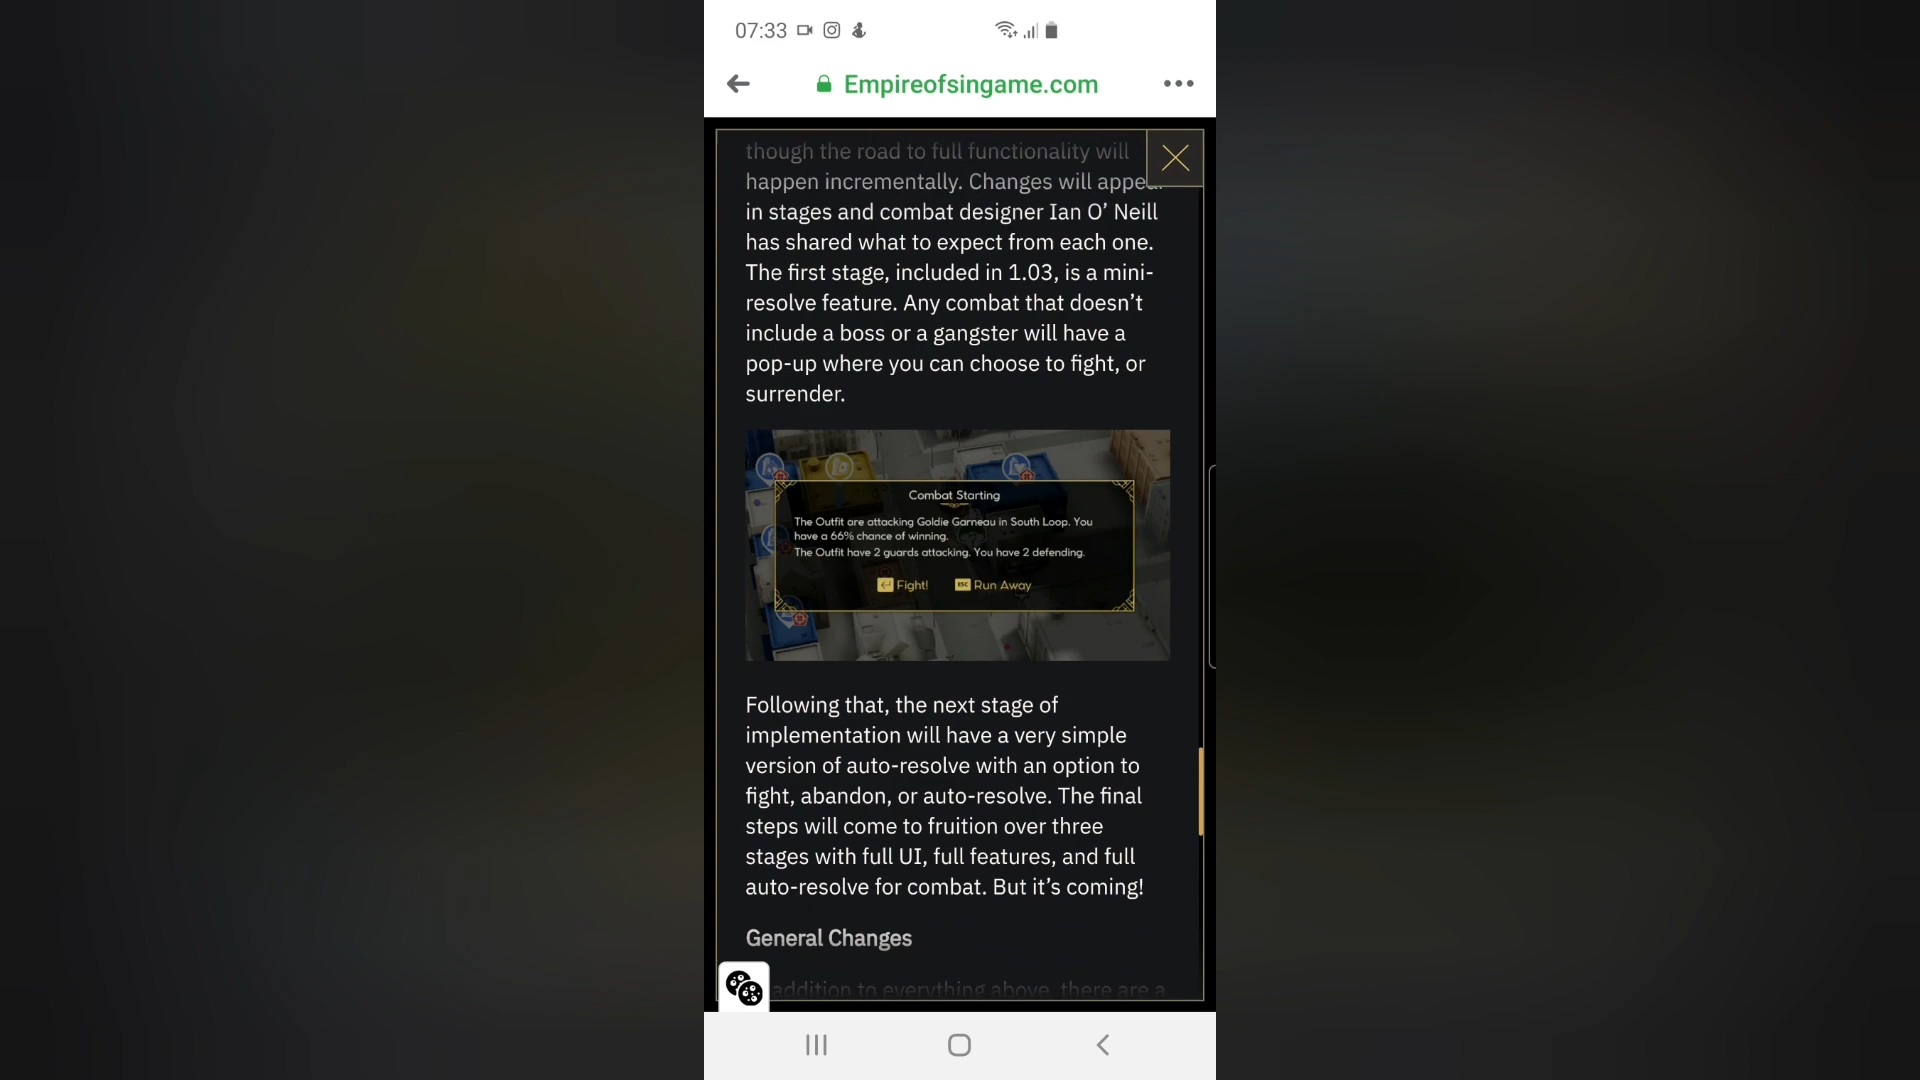 07:33
Empireofsingame.com
though the road to full functionality will
happen incrementally. Changes will appear
in stages and combat designer Ian O’ Neill
has shared what to expect from each one.
The first stage, included in 1.03, is a mini-
resolve feature. Any combat that doesn’t
include a boss or a gangster will have a
pop-up where you can choose to fight, or
surrender.
Combat Starting
The Outfit are attacking Goldie Garneau in South Loop. You
have a 66% chance of winning.
The Outfit have 2 guards attacking. You have 2 defending.
Fight! ESC Run Away
Following that, the next stage of
implementation will have a very simple
version of auto-resolve with an option to
fight, abandon, or auto-resolve. The final
steps will come to fruition over three
stages with full UI, full features, and full
auto-resolve for combat. But it’s coming!
General Changes
addition to everything above, there are a